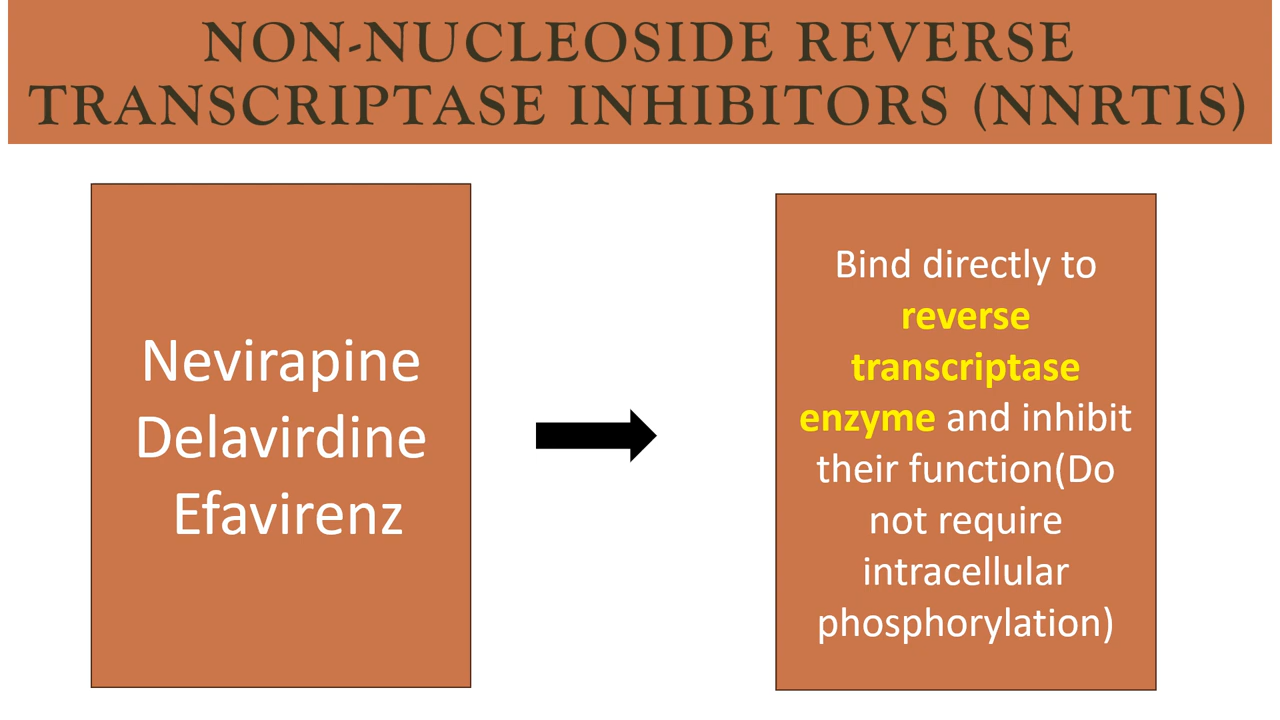 NON-NUCLEOSIDE REVERSE
TRANSCRIPTASE INHIBITORS (NNRTIS)
Nevirapine
Delavirdine
Efavirenz
Bind directly to
reverse
transcriptase
enzyme and inhibit
their function(Do
not require
intracellular
phosphorylation)